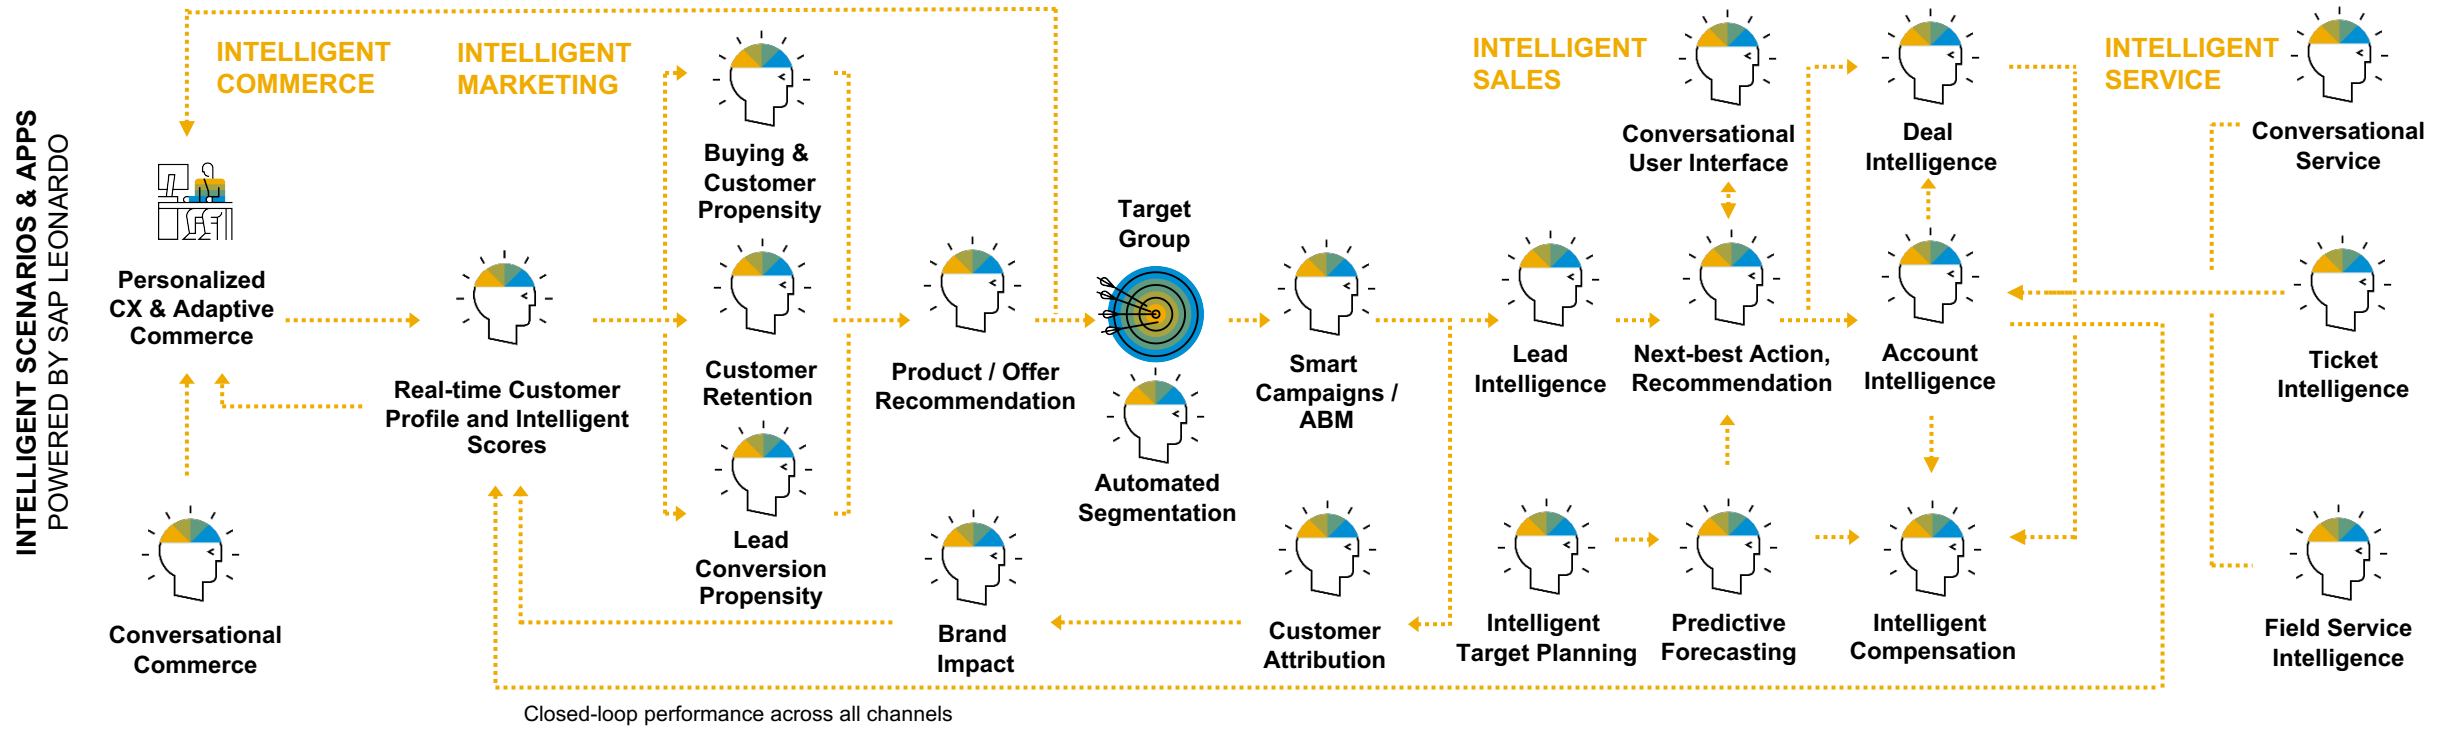 INTELLIGENT SCENARIOS & APPS
POWERED BY SAP LEONARDO
INTELLIGENT
COMMERCE
Personalized
CX & Adaptive
Commerce
Conversational
Commerce
INTELLIGENT
MARKETING
Real-time Customer
Profile and Intelligent
Scores
Buying &
Customer
Propensity
Customer
Retention
Lead
Conversion
Propensity
Product / Offer
Recommendation
Brand
Impact
Target
Group
Automated
Segmentation
Smart
Campaigns /
ABM
Customer
Attribution
INTELLIGENT
SALES
Lead
Intelligence
Conversational
User Interface
Next-best Action,
Recommendation
Deal
Intelligence
Account
Intelligence
Intelligent
Target Planning
Predictive
Forecasting
Intelligent
Compensation
INTELLIGENT
SERVICE
Conversational
Service
Ticket
Intelligence
Field Service
Intelligence
Closed-loop performance across all channels